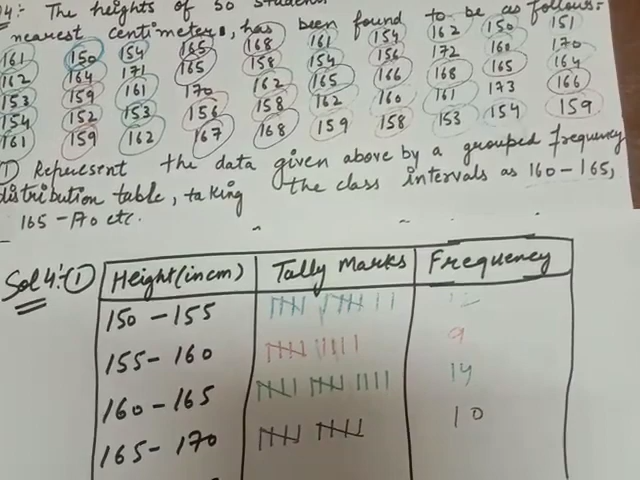 4:- The heights of 50 students
nearest centimeters, has been found to be as follows:-
161 150 154 165 168 161 154 162 150 151
162 164 171 165 158 154 156 172 160 170
153 159 161 170 162 165 166 168 165 164
154 152 153 156 158 162 160 161 173 166
161 159 162 167 168 159 158 153 154 159
① Represent the data given above by a grouped frequency
distribution table, taking the class intervals as 160-165,
165-170 etc.
Sol 4:-①
Height(in cm) Tally Marks Frequency
150-155 12
155-160 9
160-165 14
165-170 10